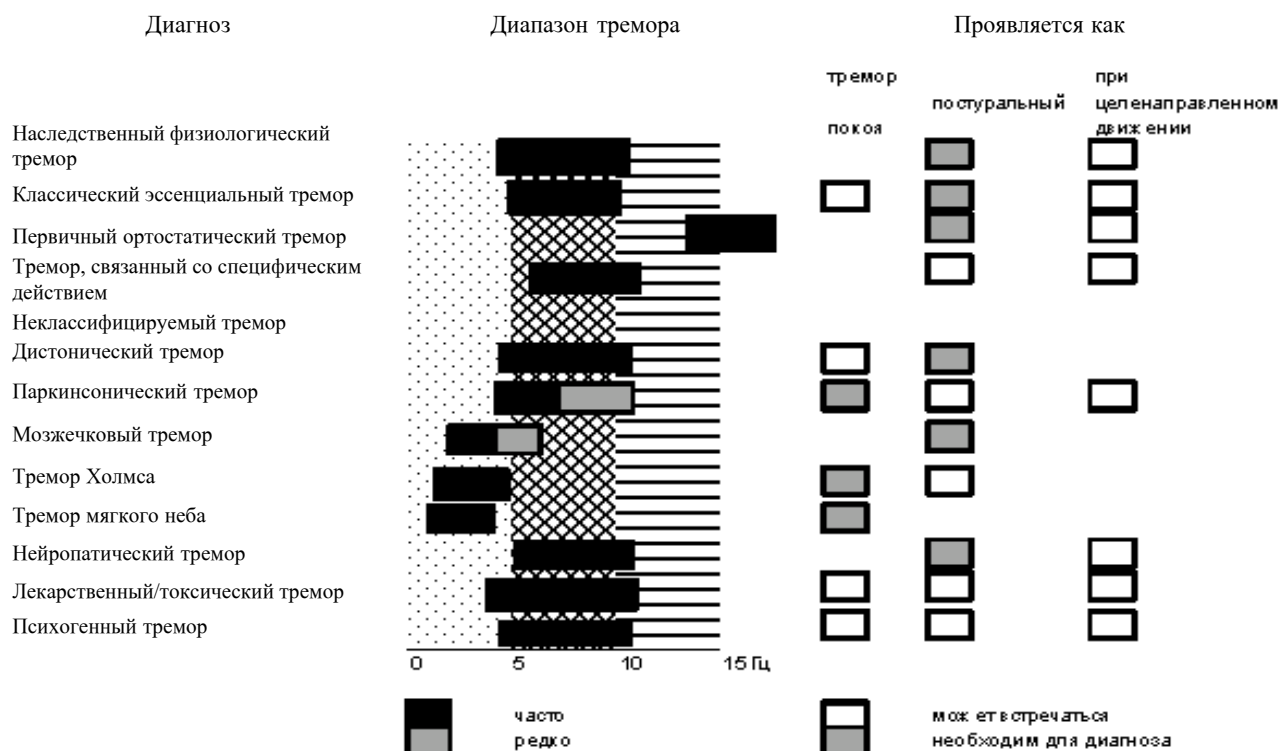 Диагноз
Диапазон тремора
Проявляется как
тремор
покоя
постуральный
при
целенаправленном
движении
Наследственный физиологический
тремор
Классический эссенциальный тремор
Первичный ортостатический тремор
Тремор, связанный со специфическим
действием
Неклассифицируемый тремор
Дистонический тремор
Паркинсонический тремор
Мозжечковый тремор
Тремор Холмса
Тремор мягкого неба
Нейропатический тремор
Лекарственный/токсический тремор
Психогенный тремор
0 5 10 15 Гц
часто
редко
может встречаться
необходим для диагноза